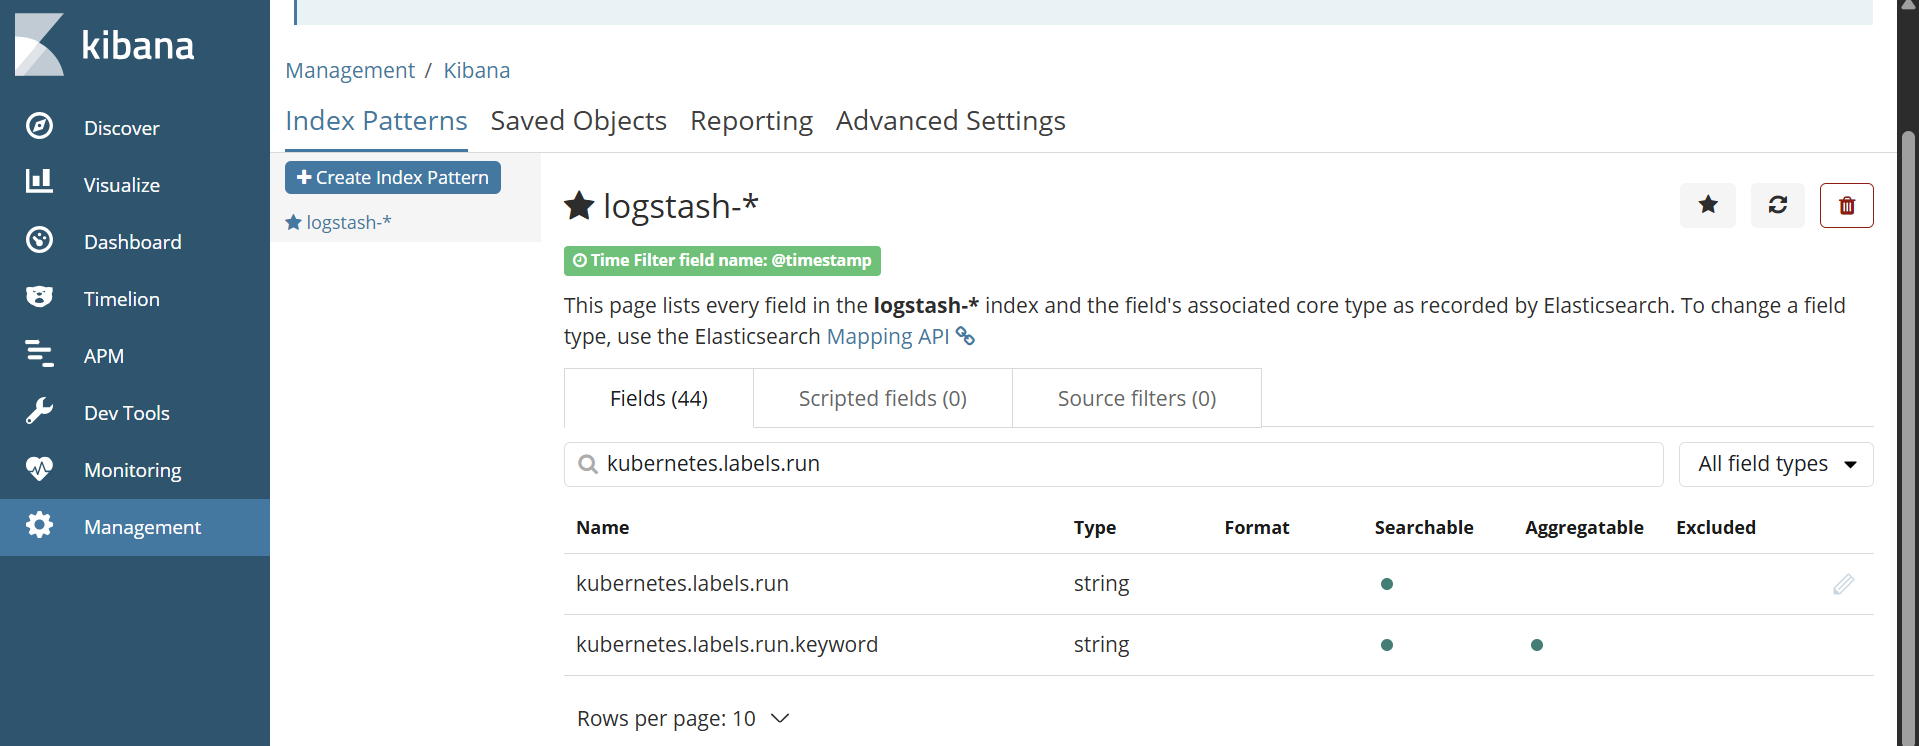 kibana
Discover
Visualize
Dashboard
Timelion
APM
Dev Tools
Monitoring
Management
Management / Kibana
Index Patterns Saved Objects Reporting Advanced Settings
Create Index Pattern
logstash-*
logstash-*
Time Filter field name: @timestamp
This page lists every field in the logstash-* index and the field's associated core type as recorded by Elasticsearch. To change a field
type, use the Elasticsearch Mapping API
Fields (44) Scripted fields (0) Source filters (0)
kubernetes.labels.run All field types
Name Type Format Searchable Aggregatable Excluded
kubernetes.labels.run string
kubernetes.labels.run.keyword string
Rows per page: 10